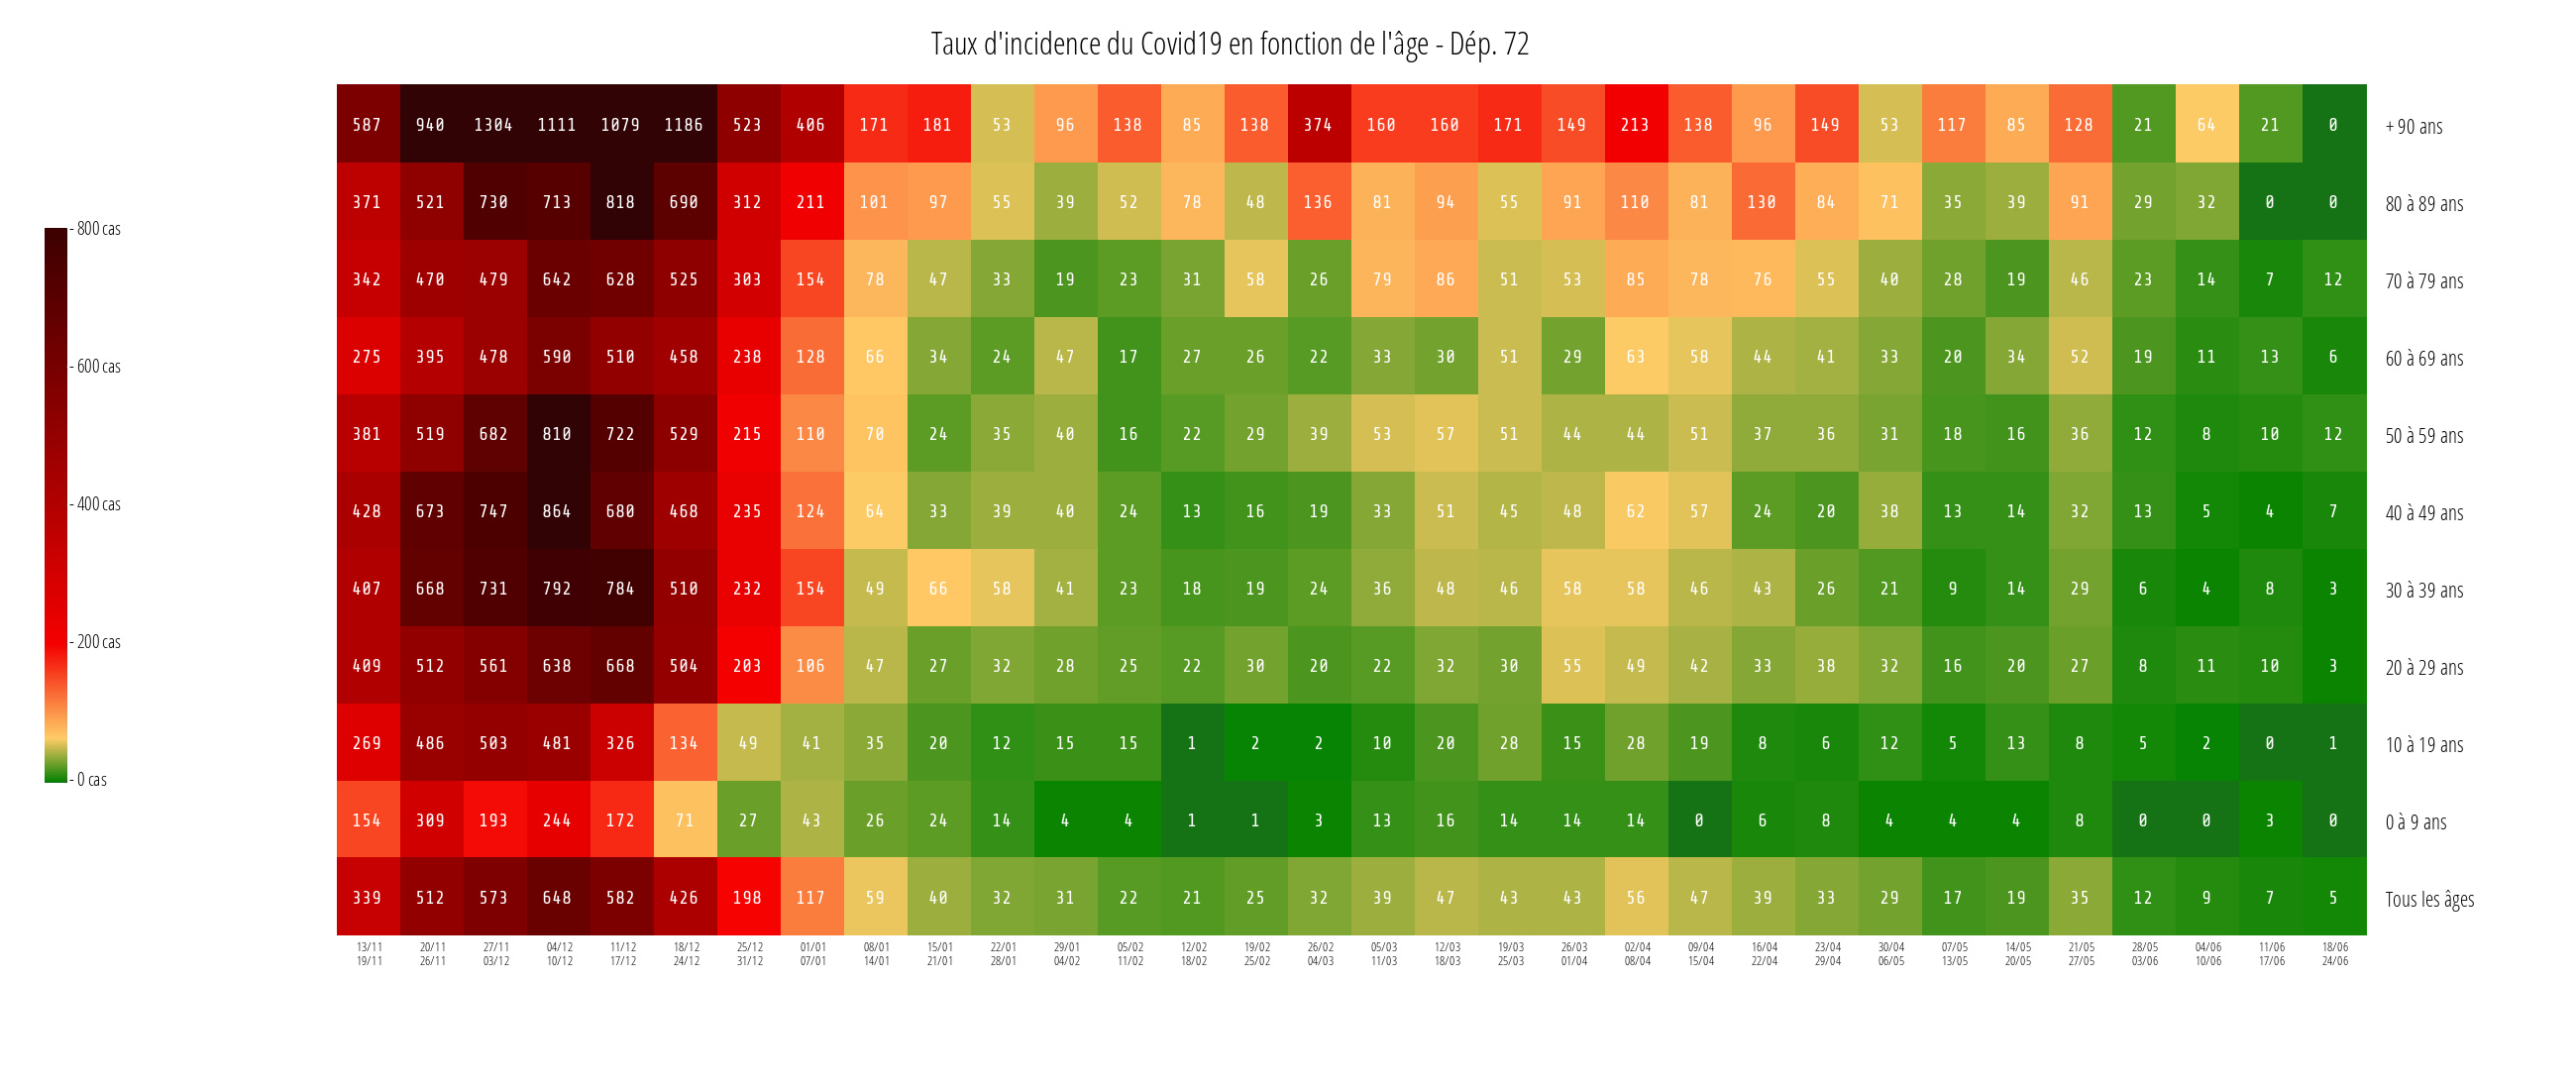 Taux d'incidence du Covid19 en fonction de l'âge - Dép. 72
- 800 cas
- 600 cas
- 400 cas
- 200 cas
- 0 cas
587 940 1304 1111 1079 1186 523 406 171 181 53 96 138 85 138 374 160 160 171 149 213 138 96 149 53 117 85 128 21 64 21 0 + 90 ans
371 521 730 713 818 690 312 211 101 97 55 39 52 78 48 136 81 94 55 91 110 81 130 84 71 35 39 91 29 32 0 0 80 à 89 ans
342 470 479 642 628 525 303 154 78 47 33 19 23 31 58 26 79 86 51 53 85 78 76 55 40 28 19 46 23 14 7 12 70 à 79 ans
275 395 478 590 510 458 238 128 66 34 24 47 17 27 26 22 33 30 51 29 63 58 44 41 33 20 34 52 19 11 13 6 60 à 69 ans
381 519 682 810 722 529 215 110 70 24 35 40 16 22 29 39 53 57 51 44 44 51 37 36 31 18 16 36 12 8 10 12 50 à 59 ans
428 673 747 864 680 468 235 124 64 33 39 40 24 13 16 19 33 51 45 48 62 57 24 20 38 13 14 32 13 5 4 7 40 à 49 ans
407 668 731 792 784 510 232 154 49 66 58 41 23 18 19 24 36 48 46 58 58 46 43 26 21 9 14 29 6 4 8 3 30 à 39 ans
409 512 561 638 668 504 203 106 47 27 32 28 25 22 30 20 22 32 30 55 49 42 33 38 32 16 20 27 8 11 10 3 20 à 29 ans
269 486 503 481 326 134 49 41 35 20 12 15 15 1 2 2 10 20 28 15 28 19 8 6 12 5 13 8 5 2 0 1 10 à 19 ans
154 309 193 244 172 71 27 43 26 24 14 4 4 1 1 3 13 16 14 14 14 0 6 8 4 4 4 8 0 0 3 0 0 à 9 ans
339 512 573 648 582 426 198 117 59 40 32 31 22 21 25 32 39 47 43 43 56 47 39 33 29 17 19 35 12 9 7 5 Tous les âges
13/11 20/11 27/11 04/12 11/12 18/12 25/12 01/01 08/01 15/01 22/01 29/01 05/02 12/02 19/02 26/02 05/03 12/03 19/03 26/03 02/04 09/04 16/04 23/04 30/04 07/05 14/05 21/05 28/05 04/06 11/06 18/06
19/11 26/11 03/12 10/12 17/12 24/12 31/12 07/01 14/01 21/01 28/01 04/02 11/02 18/02 25/02 04/03 11/03 18/03 25/03 01/04 08/04 15/04 22/04 29/04 06/05 13/05 20/05 27/05 03/06 10/06 17/06 24/06